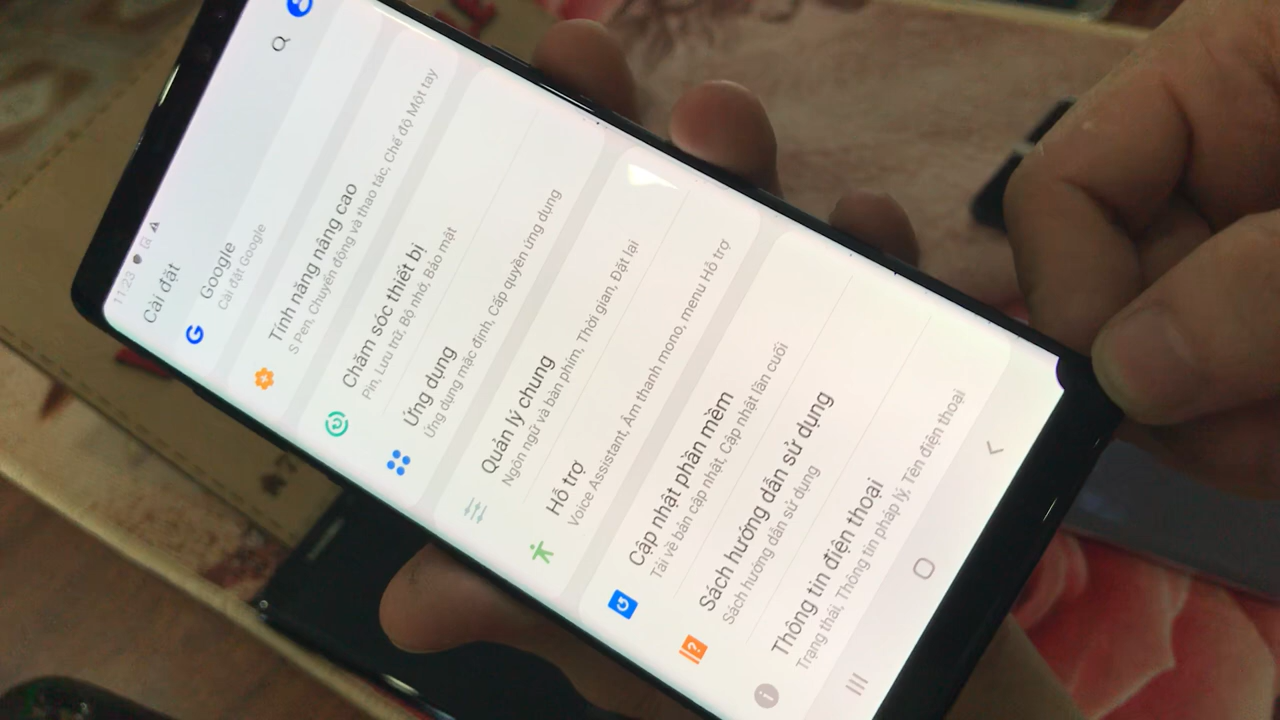 11:23
Cài đặt
Google
Cài đặt Google
Tính năng nâng cao
S Pen, Chuyển động và thao tác, Chế độ Một tay
Chăm sóc thiết bị
Pin, Lưu trữ, Bộ nhớ, Bảo mật
Ứng dụng
Ứng dụng mặc định, Cấp quyền ứng dụng
Quản lý chung
Ngôn ngữ và bàn phím, Thời gian, Đặt lại
Hỗ trợ
Voice Assistant, Âm thanh mono, menu Hỗ trợ
Cập nhật phần mềm
Tải về bản cập nhật, Cập nhật lần cuối
Sách hướng dẫn sử dụng
Sách hướng dẫn sử dụng
Thông tin điện thoại
Trạng thái, Thông tin pháp lý, Tên điện thoại